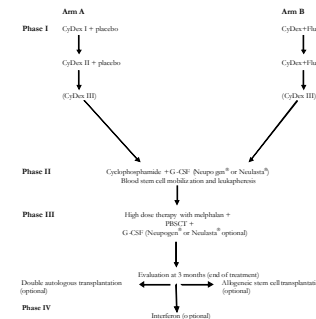 Arm A Arm B
Phase I CyDex I + placebo CyDex+Flu
CyDex II + placebo CyDex+Flu
(CyDex III) (CyDex III)
Phase II Cyclophosphamide +G-CSF (Neupogen® or Neulasta®)
Blood stem cell mobilization and leukapheresis
Phase III High dose therapy with melphalan +
PBSCT +
G-CSF (Neupogen® or Neulasta® optional)
Evaluation at 3 months (end of treatment)
Double autologous transplantation Allogeneic stem cell transplantati
(optional) (optional)
Phase IV
Interferon (optional)